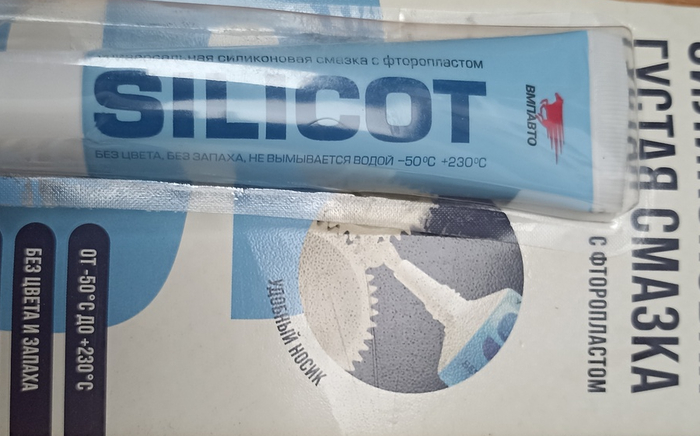 силиконовая смазка с фторопластом
SILICOT
БЕЗ ЦВЕТА, БЕЗ ЗАПАХА, НЕ ВЫМЫВАЕТСЯ ВОДОЙ –50°C +230°C
ВМПАВТО
ГУСТАЯ СМАЗКА
С ФТОРОПЛАСТОМ
УДОБНЫЙ НОСИК
ОТ -50°C ДО +230°C
БЕЗ ЦВЕТА И ЗАПАХА